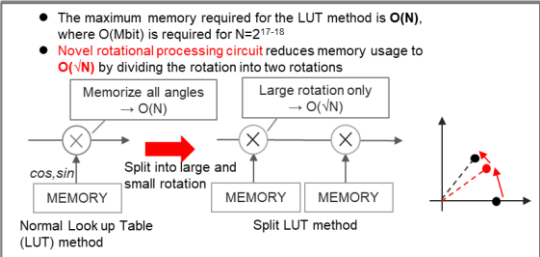 • The maximum memory required for the LUT method is O(N),
where O(Mbit) is required for N=2¹⁷⁻¹⁸
• Novel rotational processing circuit reduces memory usage to
O(√N) by dividing the rotation into two rotations
Memorize all angles
→ O(N)
Large rotation only
→ O(√N)
cos,sin
Split into large and
small rotation
MEMORY
MEMORY
MEMORY
Normal Look up Table
(LUT) method
Split LUT method